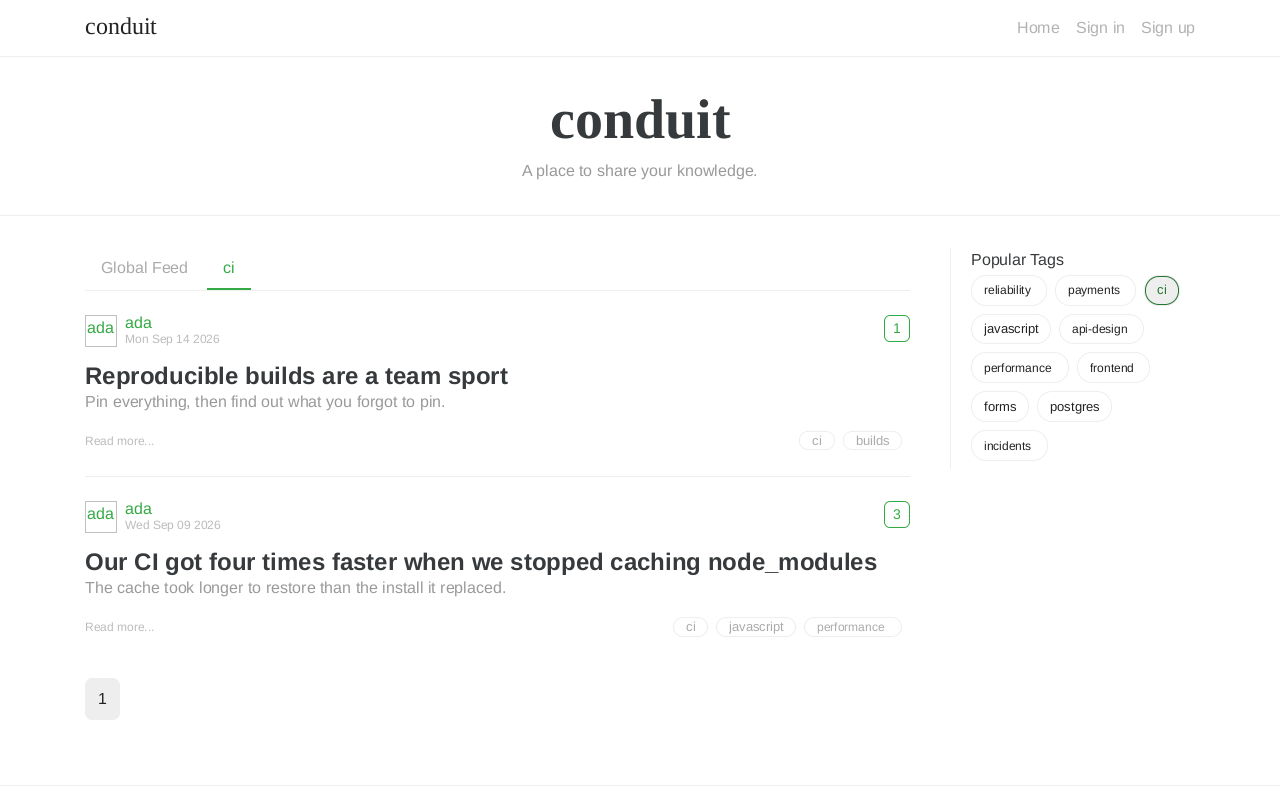 conduit
Home Sign in Sign up
conduit
A place to share your knowledge.
Global Feed ci
ada ada
Mon Sep 14 2026
1
Reproducible builds are a team sport
Pin everything, then find out what you forgot to pin.
Read more... ci builds
ada ada
Wed Sep 09 2026
3
Our CI got four times faster when we stopped caching node_modules
The cache took longer to restore than the install it replaced.
Read more... ci javascript performance
1
Popular Tags
reliability payments ci
javascript api-design
performance frontend
forms postgres
incidents